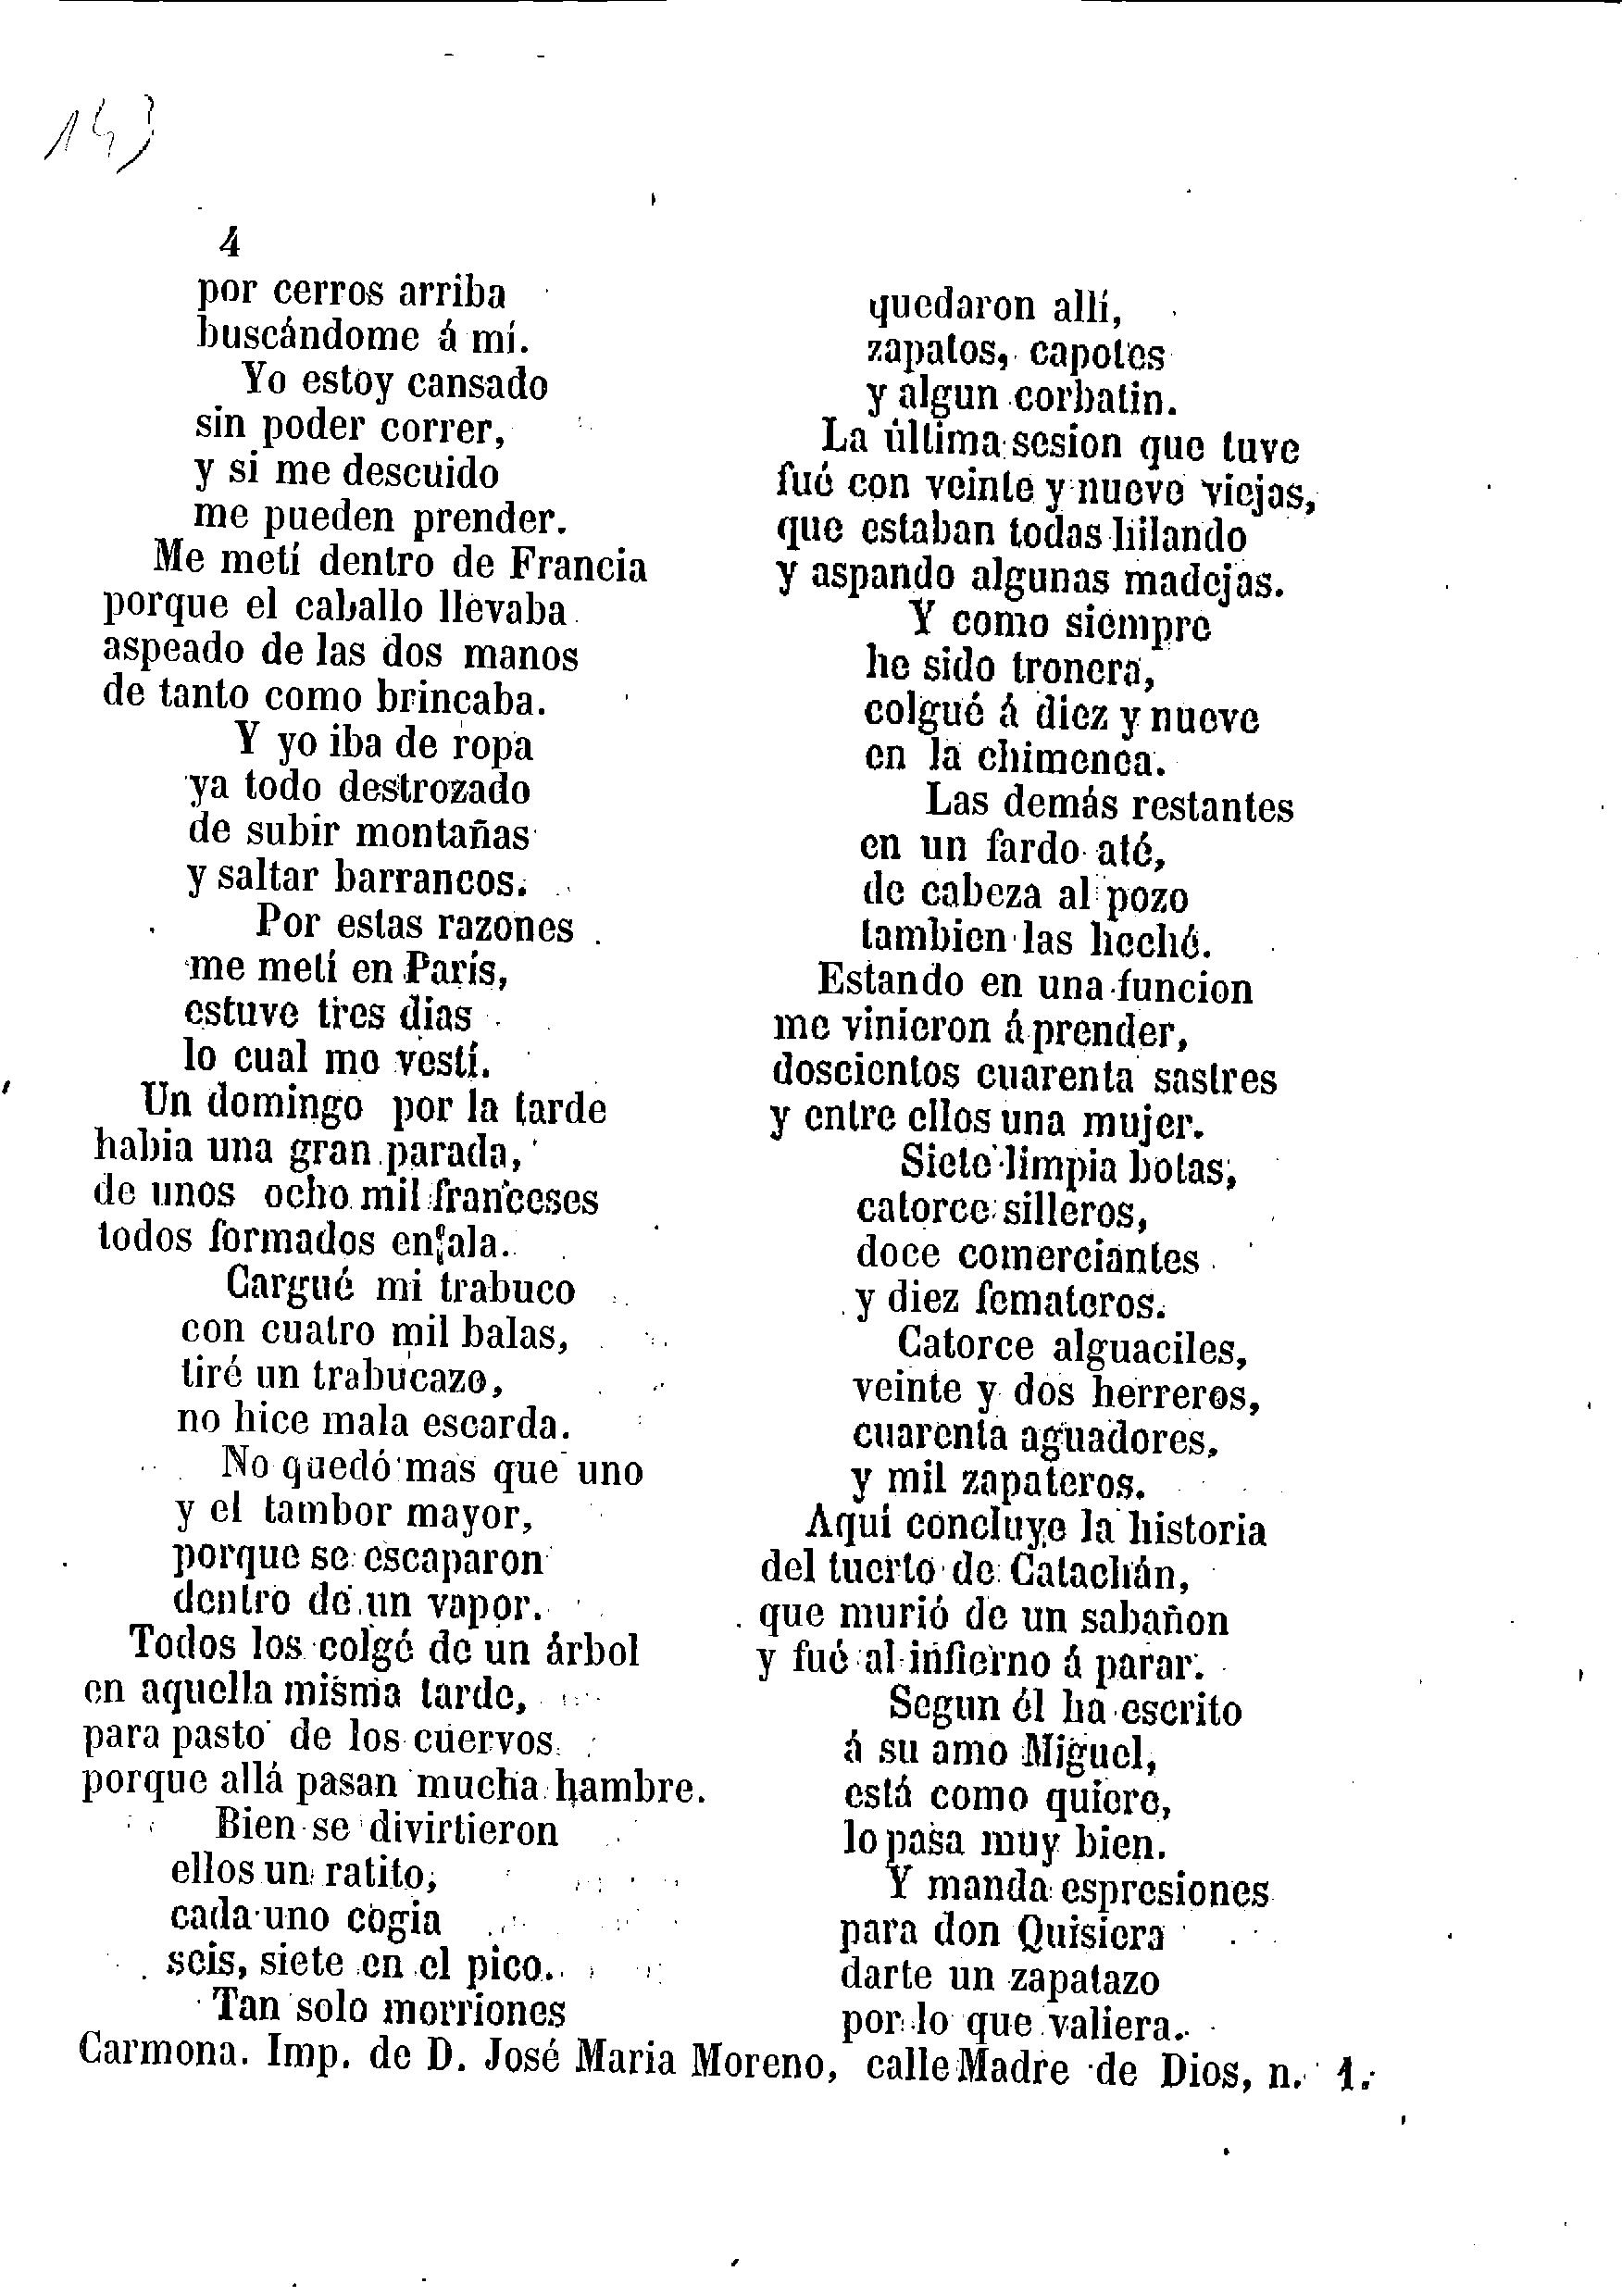 143
4
por cerros arriba
buscándome á mí.
Yo estoy cansado
sin poder correr,
y si me descuido
me pueden prender.
Me metí dentro de Francia
porque el caballo llevaba
aspeado de las dos manos
de tanto como brincaba.
Y yo iba de ropa
ya todo destrozado
de subir montañas
y saltar barrancos.
Por estas razones
me metí en París,
estuve tres dias
lo cual me vestí.
Un domingo por la tarde
habia una gran parada,
de unos ocho mil franceses
todos formados en ala.
Cargué mi trabuco
con cuatro mil balas,
tiré un trabucazo,
no hice mala escarda.
No quedó mas que uno
y el tambor mayor,
porque se escaparon
dentro de un vapor.
Todos los colgé de un árbol
en aquella misma tarde,
para pasto de los cuervos
porque allá pasan mucha hambre.
Bien se divirtieron
ellos un ratito,
cada uno cogia
seis, siete en el pico.
Tan solo morriones
quedaron allí,
zapatos, capotes
y algun corbatin.
La última sesion que tuve
fué con veinte y nueve viejas,
que estaban todas hilando
y aspando algunas madejas.
Y como siempre
he sido tronera,
colgué á diez y nueve
en la chimenea.
Las demás restantes
en un fardo até,
de cabeza al pozo
tambien las heché.
Estando en una funcion
me vinieron á prender,
doscientos cuarenta sastres
y entre ellos una mujer.
Siete limpia botas,
catorce silleros,
doce comerciantes
y diez femateros.
Catorce alguaciles,
veinte y dos herreros,
cuarenta aguadores,
y mil zapateros.
Aquí concluye la historia
del tuerto de Catachán,
que murió de un sabañon
y fué al infierno á parar.
Segun él ha escrito
á su amo Miguel,
está como quiere,
lo pasa muy bien.
Y manda espresiones
para don Quisiera
darte un zapatazo
por lo que valiera.
Carmona. Imp. de D. José Maria Moreno, calle Madre de Dios, n. 1.